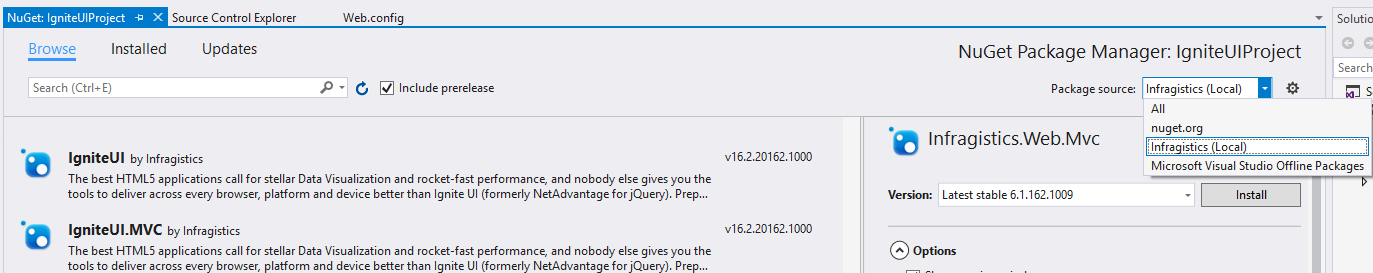 NuGet: IgniteUIProject
Source Control Explorer
Web.config
Solutio
Browse
Installed
Updates
NuGet Package Manager: IgniteUIProject
Search (Ctrl+E)
Include prerelease
Package source:
Infragistics (Local)
Search
All
nuget.org
Infragistics (Local)
Microsoft Visual Studio Offline Packages
IgniteUI by Infragistics
v16.2.20162.1000
The best HTML5 applications call for stellar Data Visualization and rocket-fast performance, and nobody else gives you the
tools to deliver across every browser, platform and device better than Ignite UI (formerly NetAdvantage for jQuery). Prep...
IgniteUI.MVC by Infragistics
v16.2.20162.1000
The best HTML5 applications call for stellar Data Visualization and rocket-fast performance, and nobody else gives you the
tools to deliver across every browser, platform and device better than Ignite UI (formerly NetAdvantage for jQuery). Prep...
Infragistics.Web.Mvc
Version:
Latest stable 6.1.162.1009
Install
Options